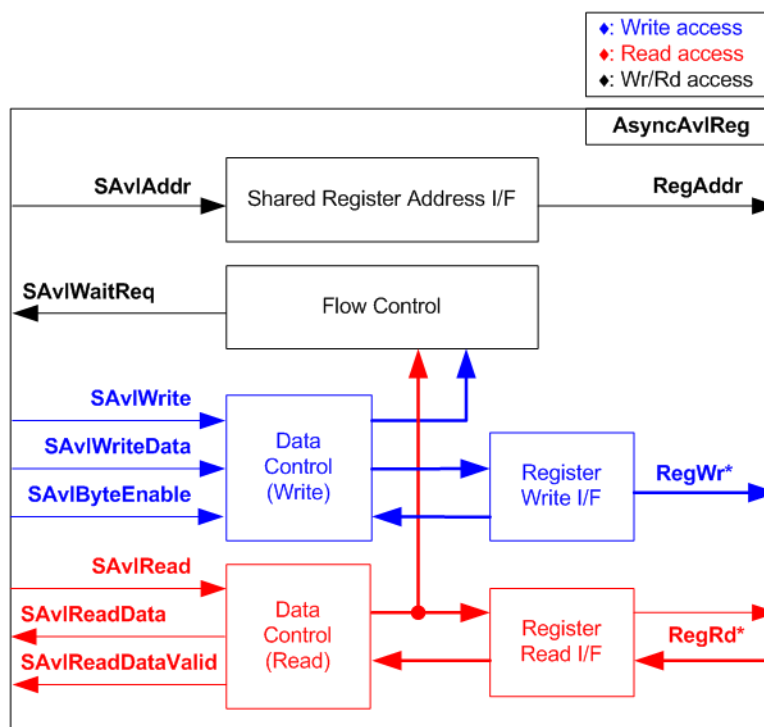 ♦: Write access
♦: Read access
♦: Wr/Rd access
AsyncAvlReg
SAvlAddr
Shared Register Address I/F
RegAddr
SAvlWaitReq
Flow Control
SAvlWrite
SAvlWriteData
SAvlByteEnable
Data
Control
(Write)
Register
Write I/F
RegWr*
SAvlRead
SAvlReadData
SAvlReadDataValid
Data
Control
(Read)
Register
Read I/F
RegRd*